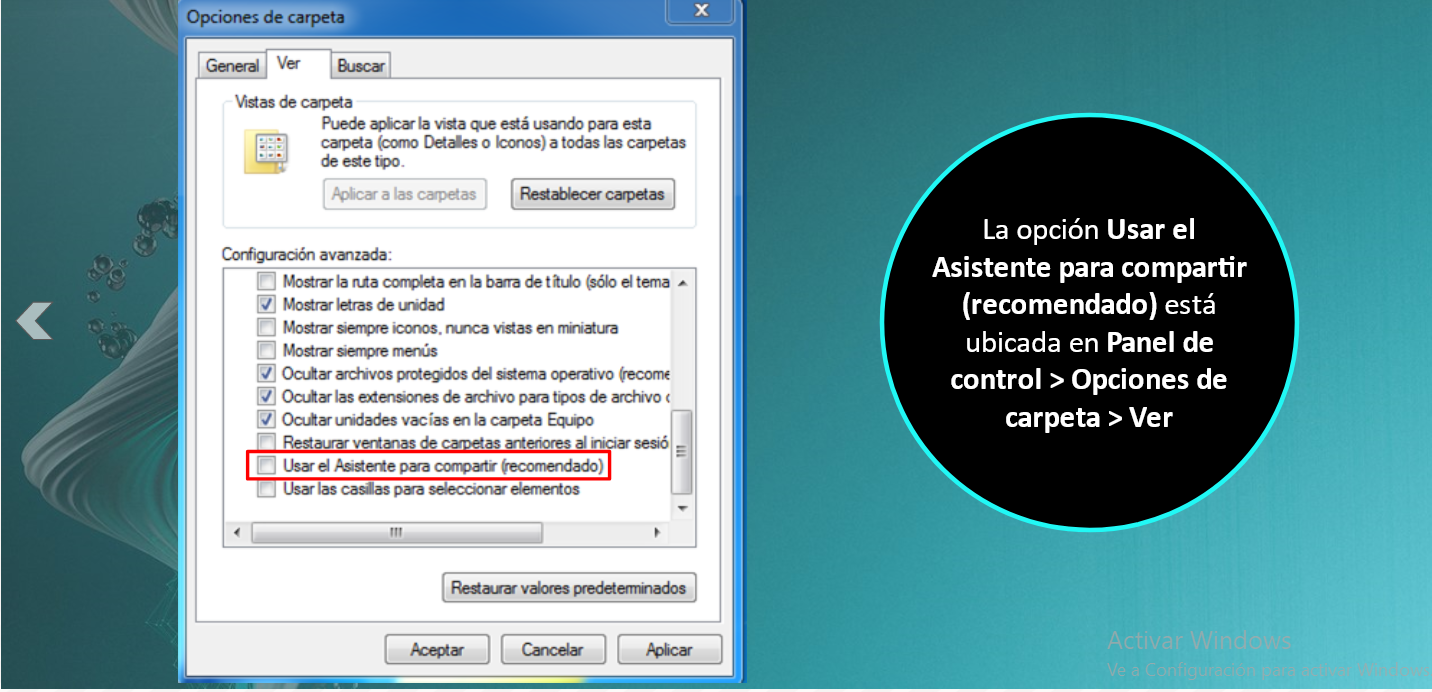 Opciones de carpeta
X
General
Ver
Buscar
Vistas de carpeta
Puede aplicar la vista que está usando para esta
carpeta (como Detalles o Iconos) a todas las carpetas
de este tipo.
Aplicar a las carpetas
Restablecer carpetas
Configuración avanzada:
Mostrar la ruta completa en la barra de título (sólo el tema
Mostrar letras de unidad
Mostrar siempre iconos, nunca vistas en miniatura
Mostrar siempre menús
Ocultar archivos protegidos del sistema operativo (recome
Ocultar las extensiones de archivo para tipos de archivo c
Ocultar unidades vacías en la carpeta Equipo
Restaurar ventanas de carpetas anteriores al iniciar sesió
Usar el Asistente para compartir (recomendado)
Usar las casillas para seleccionar elementos
Restaurar valores predeterminados
Aceptar
Cancelar
Aplicar
La opción Usar el
Asistente para compartir
(recomendado) está
ubicada en Panel de
control > Opciones de
carpeta > Ver
Activar Windows
Ve a Configuración para activar Windows